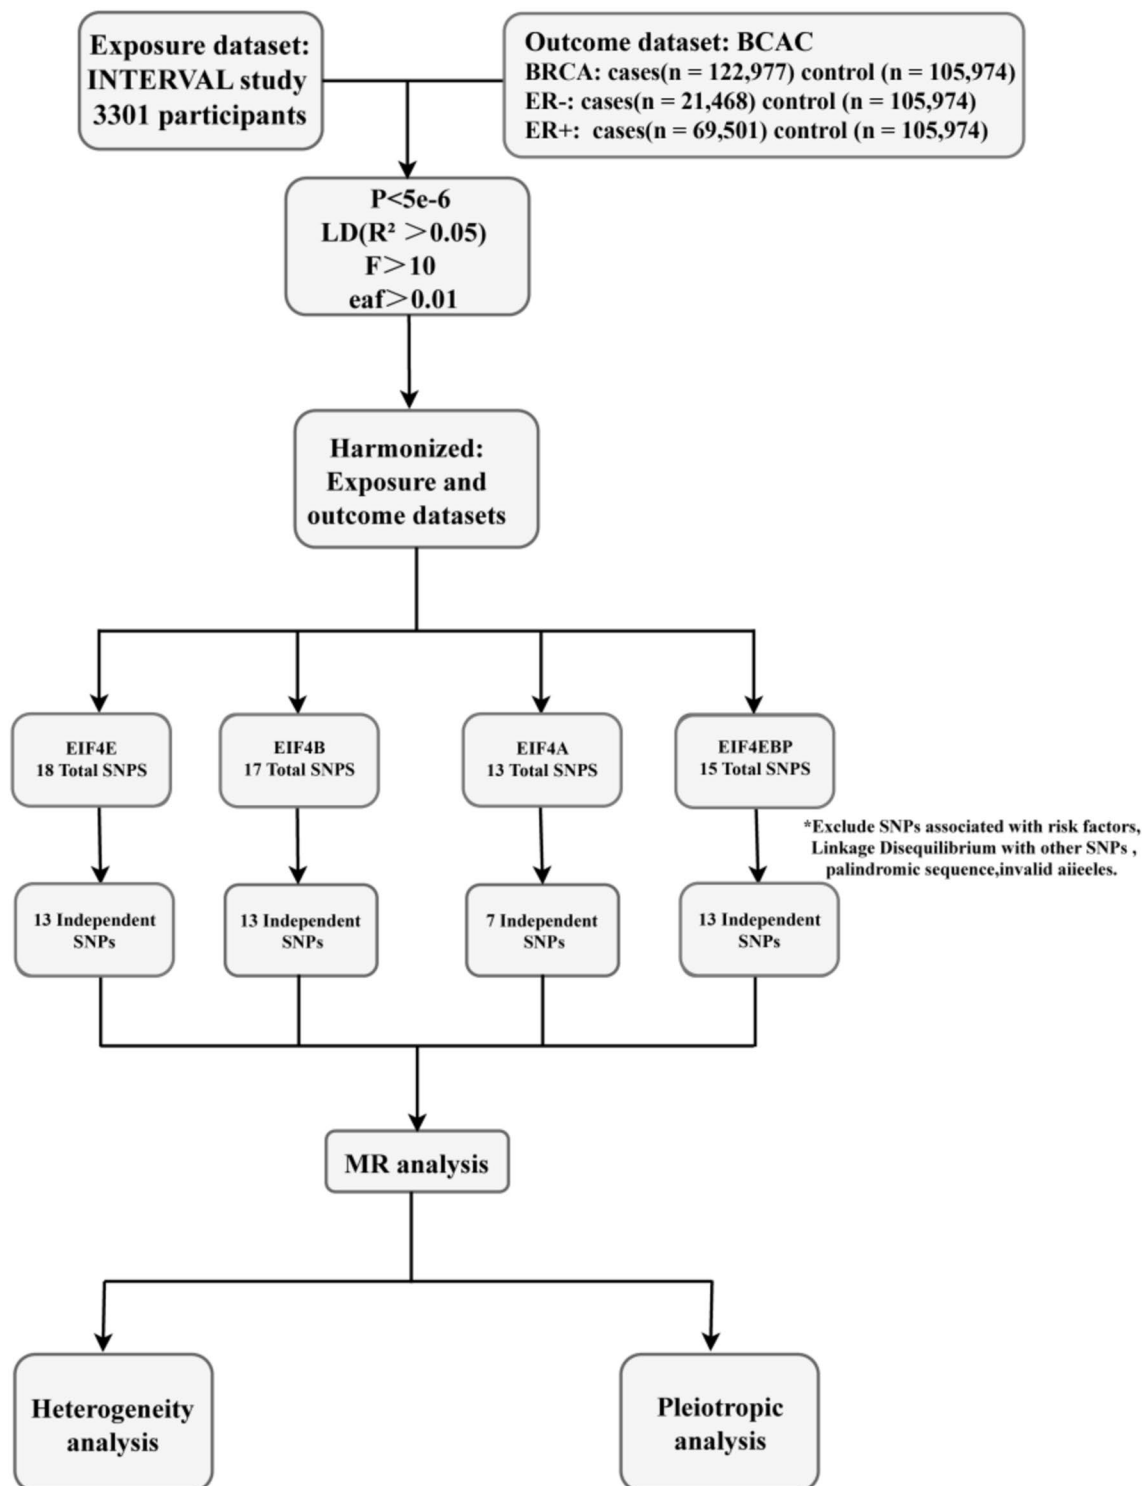 Exposure dataset:
INTERVAL study
3301 participants
Outcome dataset: BCAC
BRCA: cases(n = 122,977) control (n = 105,974)
ER-: cases(n = 21,468) control (n = 105,974)
ER+: cases(n = 69,501) control (n = 105,974)
P<5e-6
LD(R² >0.05)
F>10
eaf>0.01
Harmonized:
Exposure and
outcome datasets
EIF4E
18 Total SNPS
EIF4B
17 Total SNPS
EIF4A
13 Total SNPS
EIF4EBP
15 Total SNPS
*Exclude SNPs associated with risk factors,
Linkage Disequilibrium with other SNPs ,
palindromic sequence,invalid aiieeles.
13 Independent
SNPs
13 Independent
SNPs
7 Independent
SNPs
13 Independent
SNPs
MR analysis
Heterogeneity
analysis
Pleiotropic
analysis